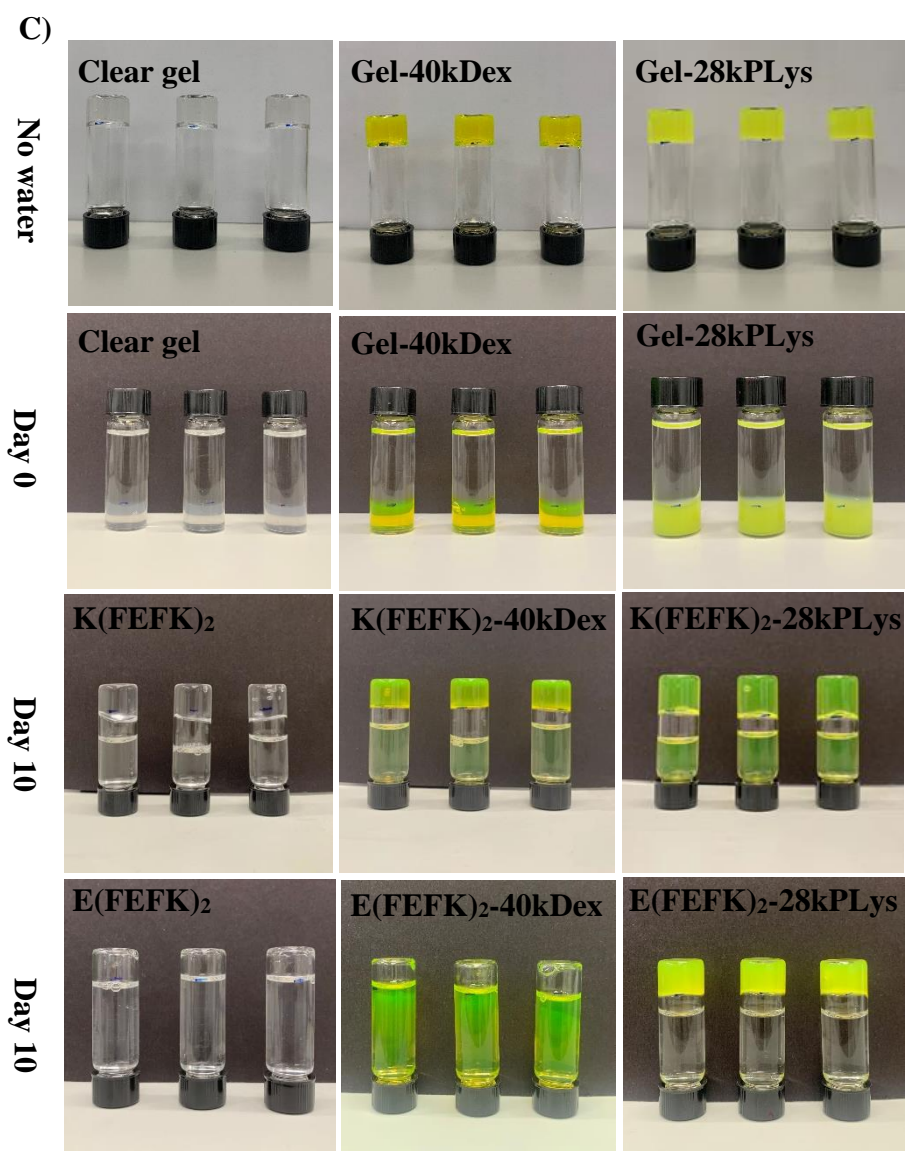 C)
No water
Clear gel
Gel-40kDex
Gel-28kPLys
Day 0
Clear gel
Gel-40kDex
Gel-28kPLys
Day 10
K(FEFK)₂
K(FEFK)₂-40kDex
K(FEFK)₂-28kPLys
Day 10
E(FEFK)₂
E(FEFK)₂-40kDex
E(FEFK)₂-28kPLys